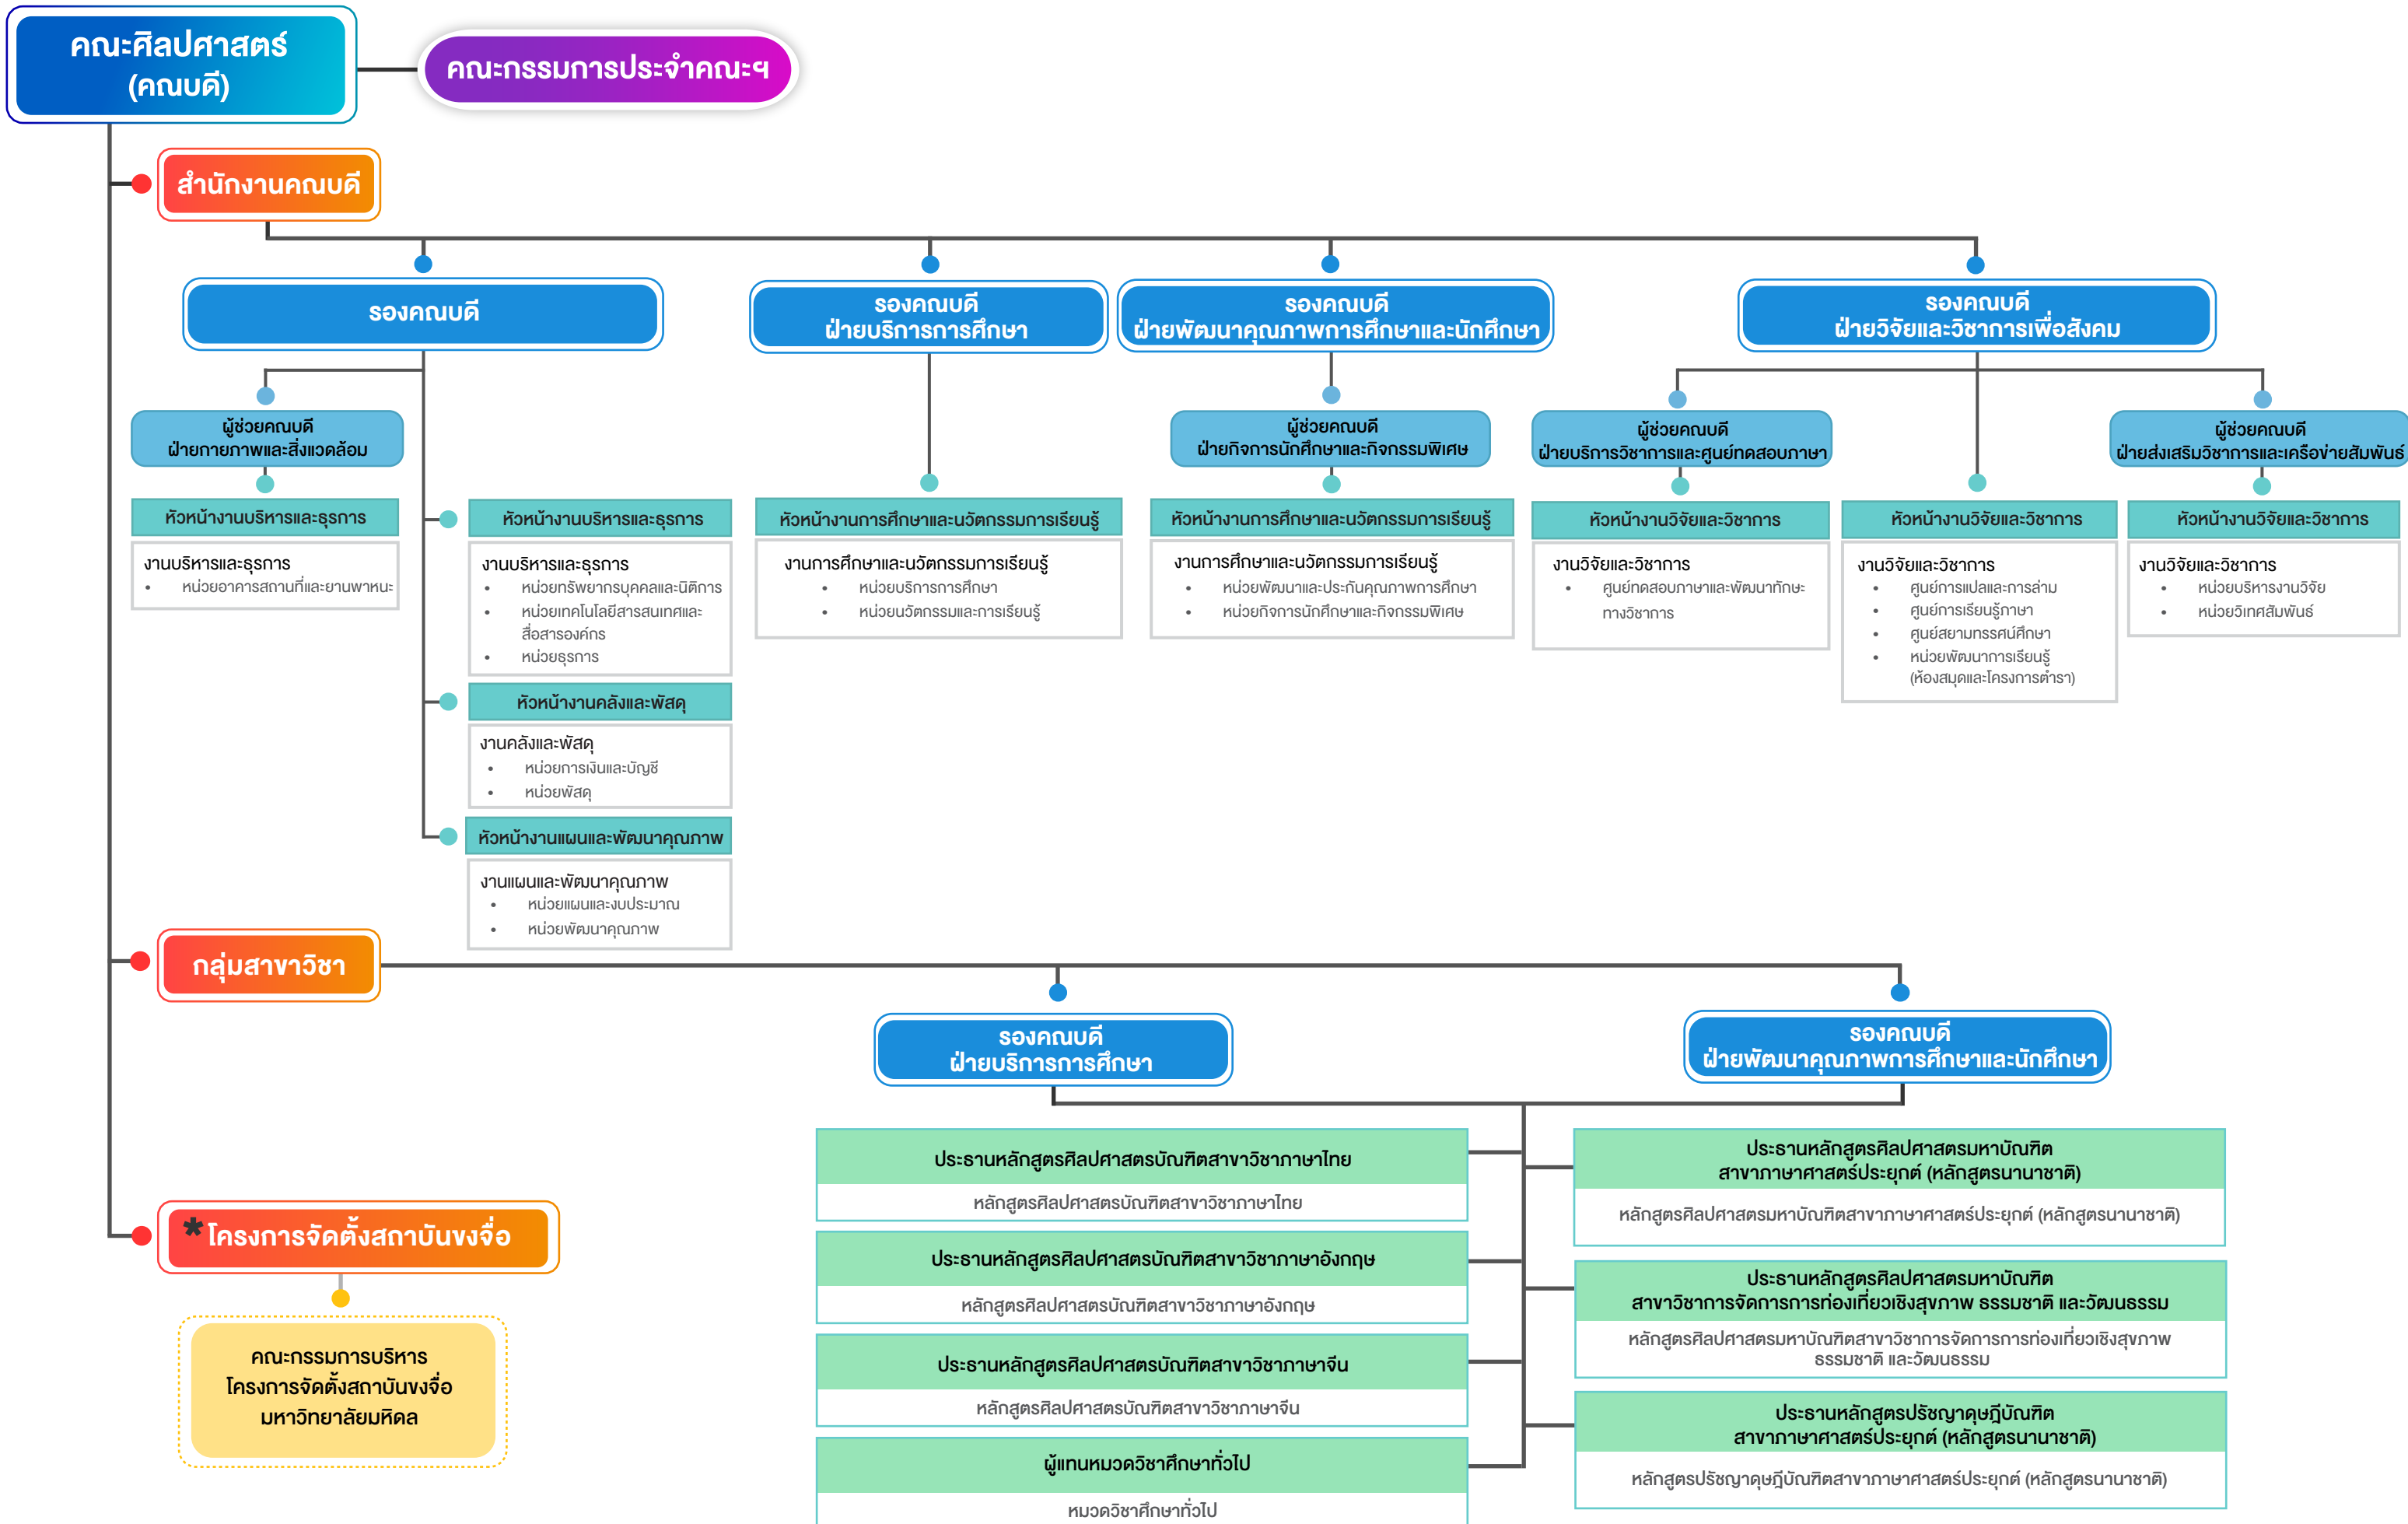 คณะศิลปศาสตร์
(คณบดี)
คณะกรรมการประจำคณะฯ
สำนักงานคณบดี
รองคณบดี
รองคณบดี
ฝ่ายบริการการศึกษา
รองคณบดี
ฝ่ายพัฒนาคุณภาพการศึกษาและนักศึกษา
รองคณบดี
ฝ่ายวิจัยและวิชาการเพื่อสังคม
ผู้ช่วยคณบดี
ฝ่ายกายภาพและสิ่งแวดล้อม
ผู้ช่วยคณบดี
ฝ่ายกิจการนักศึกษาและกิจกรรมพิเศษ
ผู้ช่วยคณบดี
ฝ่ายบริการวิชาการและศูนย์ทดสอบภาษา
ผู้ช่วยคณบดี
ฝ่ายส่งเสริมวิชาการและเครือข่ายสัมพันธ์
หัวหน้างานบริหารและธุรการ
งานบริหารและธุรการ
• หน่วยอาคารสถานที่และยานพาหนะ
หัวหน้างานบริหารและธุรการ
งานบริหารและธุรการ
• หน่วยทรัพยากรบุคคลและนิติการ
• หน่วยเทคโนโลยีสารสนเทศและ
สื่อสารองค์กร
• หน่วยธุรการ
หัวหน้างานคลังและพัสดุ
งานคลังและพัสดุ
• หน่วยการเงินและบัญชี
• หน่วยพัสดุ
หัวหน้างานแผนและพัฒนาคุณภาพ
งานแผนและพัฒนาคุณภาพ
• หน่วยแผนและงบประมาณ
• หน่วยพัฒนาคุณภาพ
หัวหน้างานการศึกษาและนวัตกรรมการเรียนรู้
งานการศึกษาและนวัตกรรมการเรียนรู้
• หน่วยบริการการศึกษา
• หน่วยนวัตกรรมและการเรียนรู้
หัวหน้างานการศึกษาและนวัตกรรมการเรียนรู้
งานการศึกษาและนวัตกรรมการเรียนรู้
• หน่วยพัฒนาและประกันคุณภาพการศึกษา
• หน่วยกิจการนักศึกษาและกิจกรรมพิเศษ
หัวหน้างานวิจัยและวิชาการ
งานวิจัยและวิชาการ
• ศูนย์ทดสอบภาษาและพัฒนาทักษะ
ทางวิชาการ
หัวหน้างานวิจัยและวิชาการ
งานวิจัยและวิชาการ
• ศูนย์การแปลและการล่าม
• ศูนย์การเรียนรู้ภาษา
• ศูนย์สยามทรรศน์ศึกษา
• หน่วยพัฒนาการเรียนรู้
(ห้องสมุดและโครงการตำรา)
หัวหน้างานวิจัยและวิชาการ
งานวิจัยและวิชาการ
• หน่วยบริหารงานวิจัย
• หน่วยวิเทศสัมพันธ์
กลุ่มสาขาวิชา
รองคณบดี
ฝ่ายบริการการศึกษา
รองคณบดี
ฝ่ายพัฒนาคุณภาพการศึกษาและนักศึกษา
ประธานหลักสูตรศิลปศาสตรบัณฑิตสาขาวิชาภาษาไทย
หลักสูตรศิลปศาสตรบัณฑิตสาขาวิชาภาษาไทย
ประธานหลักสูตรศิลปศาสตรบัณฑิตสาขาวิชาภาษาอังกฤษ
หลักสูตรศิลปศาสตรบัณฑิตสาขาวิชาภาษาอังกฤษ
ประธานหลักสูตรศิลปศาสตรบัณฑิตสาขาวิชาภาษาจีน
หลักสูตรศิลปศาสตรบัณฑิตสาขาวิชาภาษาจีน
ผู้แทนหมวดวิชาศึกษาทั่วไป
หมวดวิชาศึกษาทั่วไป
ประธานหลักสูตรศิลปศาสตรมหาบัณฑิต
สาขาภาษาศาสตร์ประยุกต์ (หลักสูตรนานาชาติ)
หลักสูตรศิลปศาสตรมหาบัณฑิตสาขาภาษาศาสตร์ประยุกต์ (หลักสูตรนานาชาติ)
ประธานหลักสูตรศิลปศาสตรมหาบัณฑิต
สาขาวิชาการจัดการการท่องเที่ยวเชิงสุขภาพ ธรรมชาติ และวัฒนธรรม
หลักสูตรศิลปศาสตรมหาบัณฑิตสาขาวิชาการจัดการการท่องเที่ยวเชิงสุขภาพ
ธรรมชาติ และวัฒนธรรม
ประธานหลักสูตรปรัชญาดุษฎีบัณฑิต
สาขาภาษาศาสตร์ประยุกต์ (หลักสูตรนานาชาติ)
หลักสูตรปรัชญาดุษฎีบัณฑิตสาขาภาษาศาสตร์ประยุกต์ (หลักสูตรนานาชาติ)
*โครงการจัดตั้งสถาบันขงจื่อ
คณะกรรมการบริหาร
โครงการจัดตั้งสถาบันขงจื่อ
มหาวิทยาลัยมหิดล